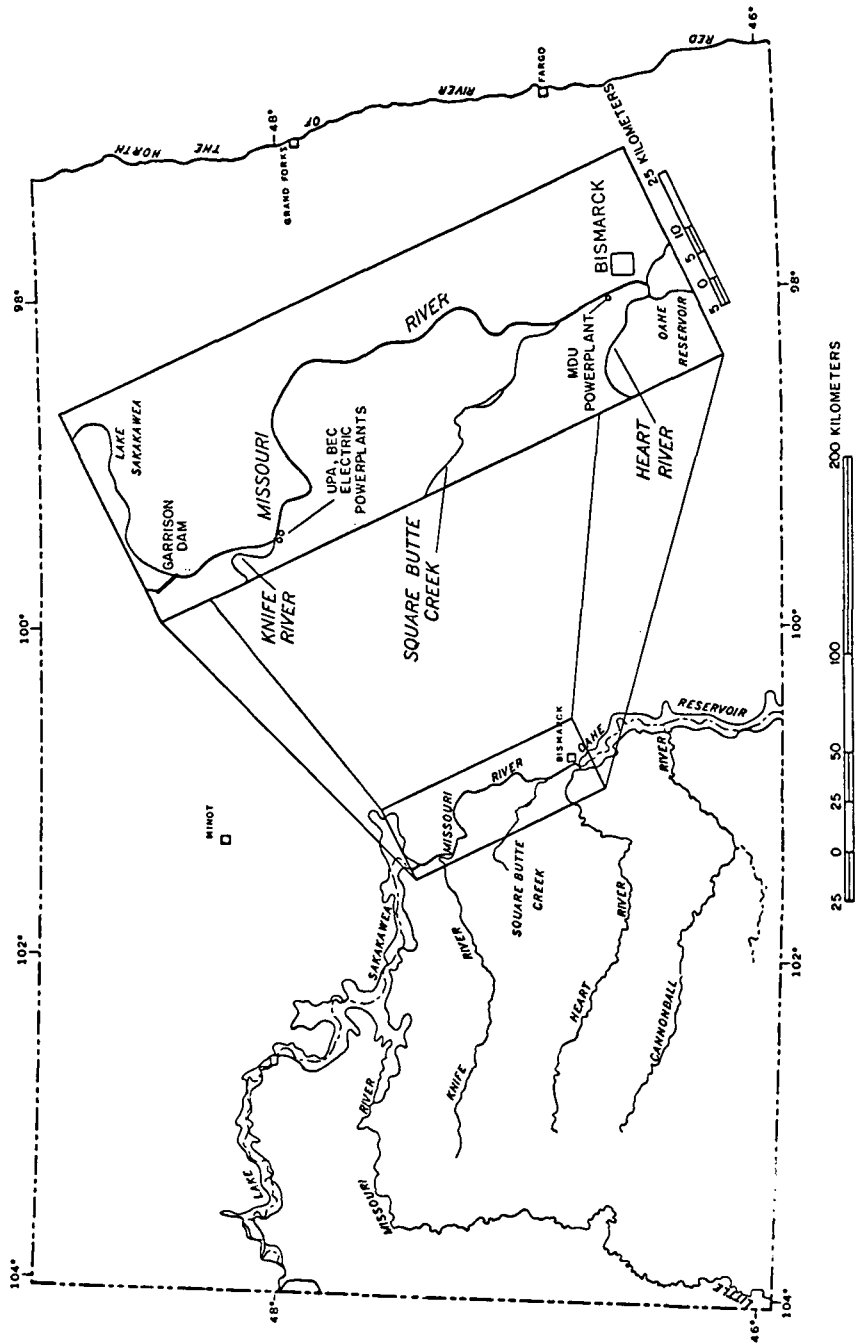 104°
102°
100°
98°
48°
48°
46°
46°
104°
102°
100°
98°
MINOT
GRAND FORKS
FARGO
RED
RIVER
OF
THE
NORTH
LAKE
SAKAKAWEA
LITTLE
MISSOURI
RIVER
KNIFE
RIVER
MISSOURI
RIVER
SQUARE BUTTE
CREEK
HEART
RIVER
CANNONBALL
RIVER
BISMARCK
OAHE
RESERVOIR
LAKE
SAKAKAWEA
GARRISON
DAM
KNIFE
RIVER
MISSOURI
RIVER
UPA, BEC
ELECTRIC
POWERPLANTS
SQUARE BUTTE
CREEK
MDU
POWERPLANT
BISMARCK
HEART
RIVER
OAHE
RESERVOIR
5 0 5 10 25 KILOMETERS
25 0 25 50 100 200 KILOMETERS